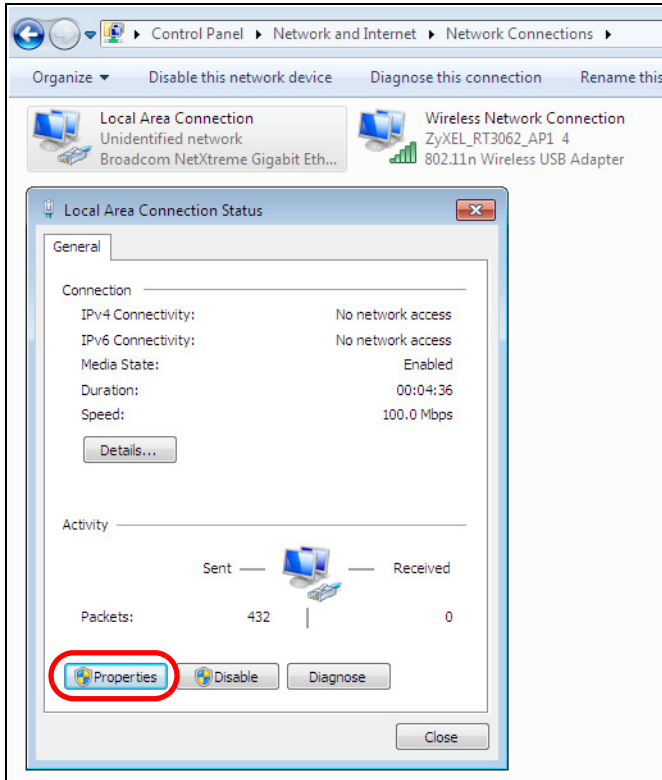 Control Panel Network and Internet Network Connections
Organize Disable this network device Diagnose this connection Rename this
Local Area Connection
Unidentified network
Broadcom NetXtreme Gigabit Eth...
Wireless Network Connection
ZyXEL_RT3062_AP1 4
802.11n Wireless USB Adapter
Local Area Connection Status
General
Connection
IPv4 Connectivity: No network access
IPv6 Connectivity: No network access
Media State: Enabled
Duration: 00:04:36
Speed: 100.0 Mbps
Details...
Activity
Sent Received
Packets: 432 0
Properties Disable Diagnose
Close